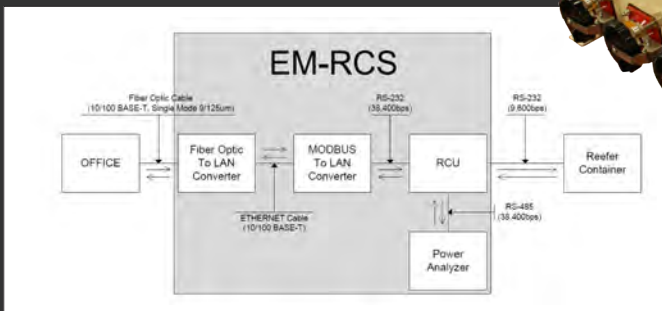 EM-RCS
Fiber Optic Cable
(10/100 BASE-T, Single Mode 9/125um)
RS-232
(38.400bps)
RS-232
(9.600bps)
OFFICE
Fiber Optic
To LAN
Converter
MODBUS
To LAN
Converter
RCU
Reefer
Container
ETHERNET Cable
(10/100 BASE-T)
RS-485
(38.400bps)
Power
Analyzer